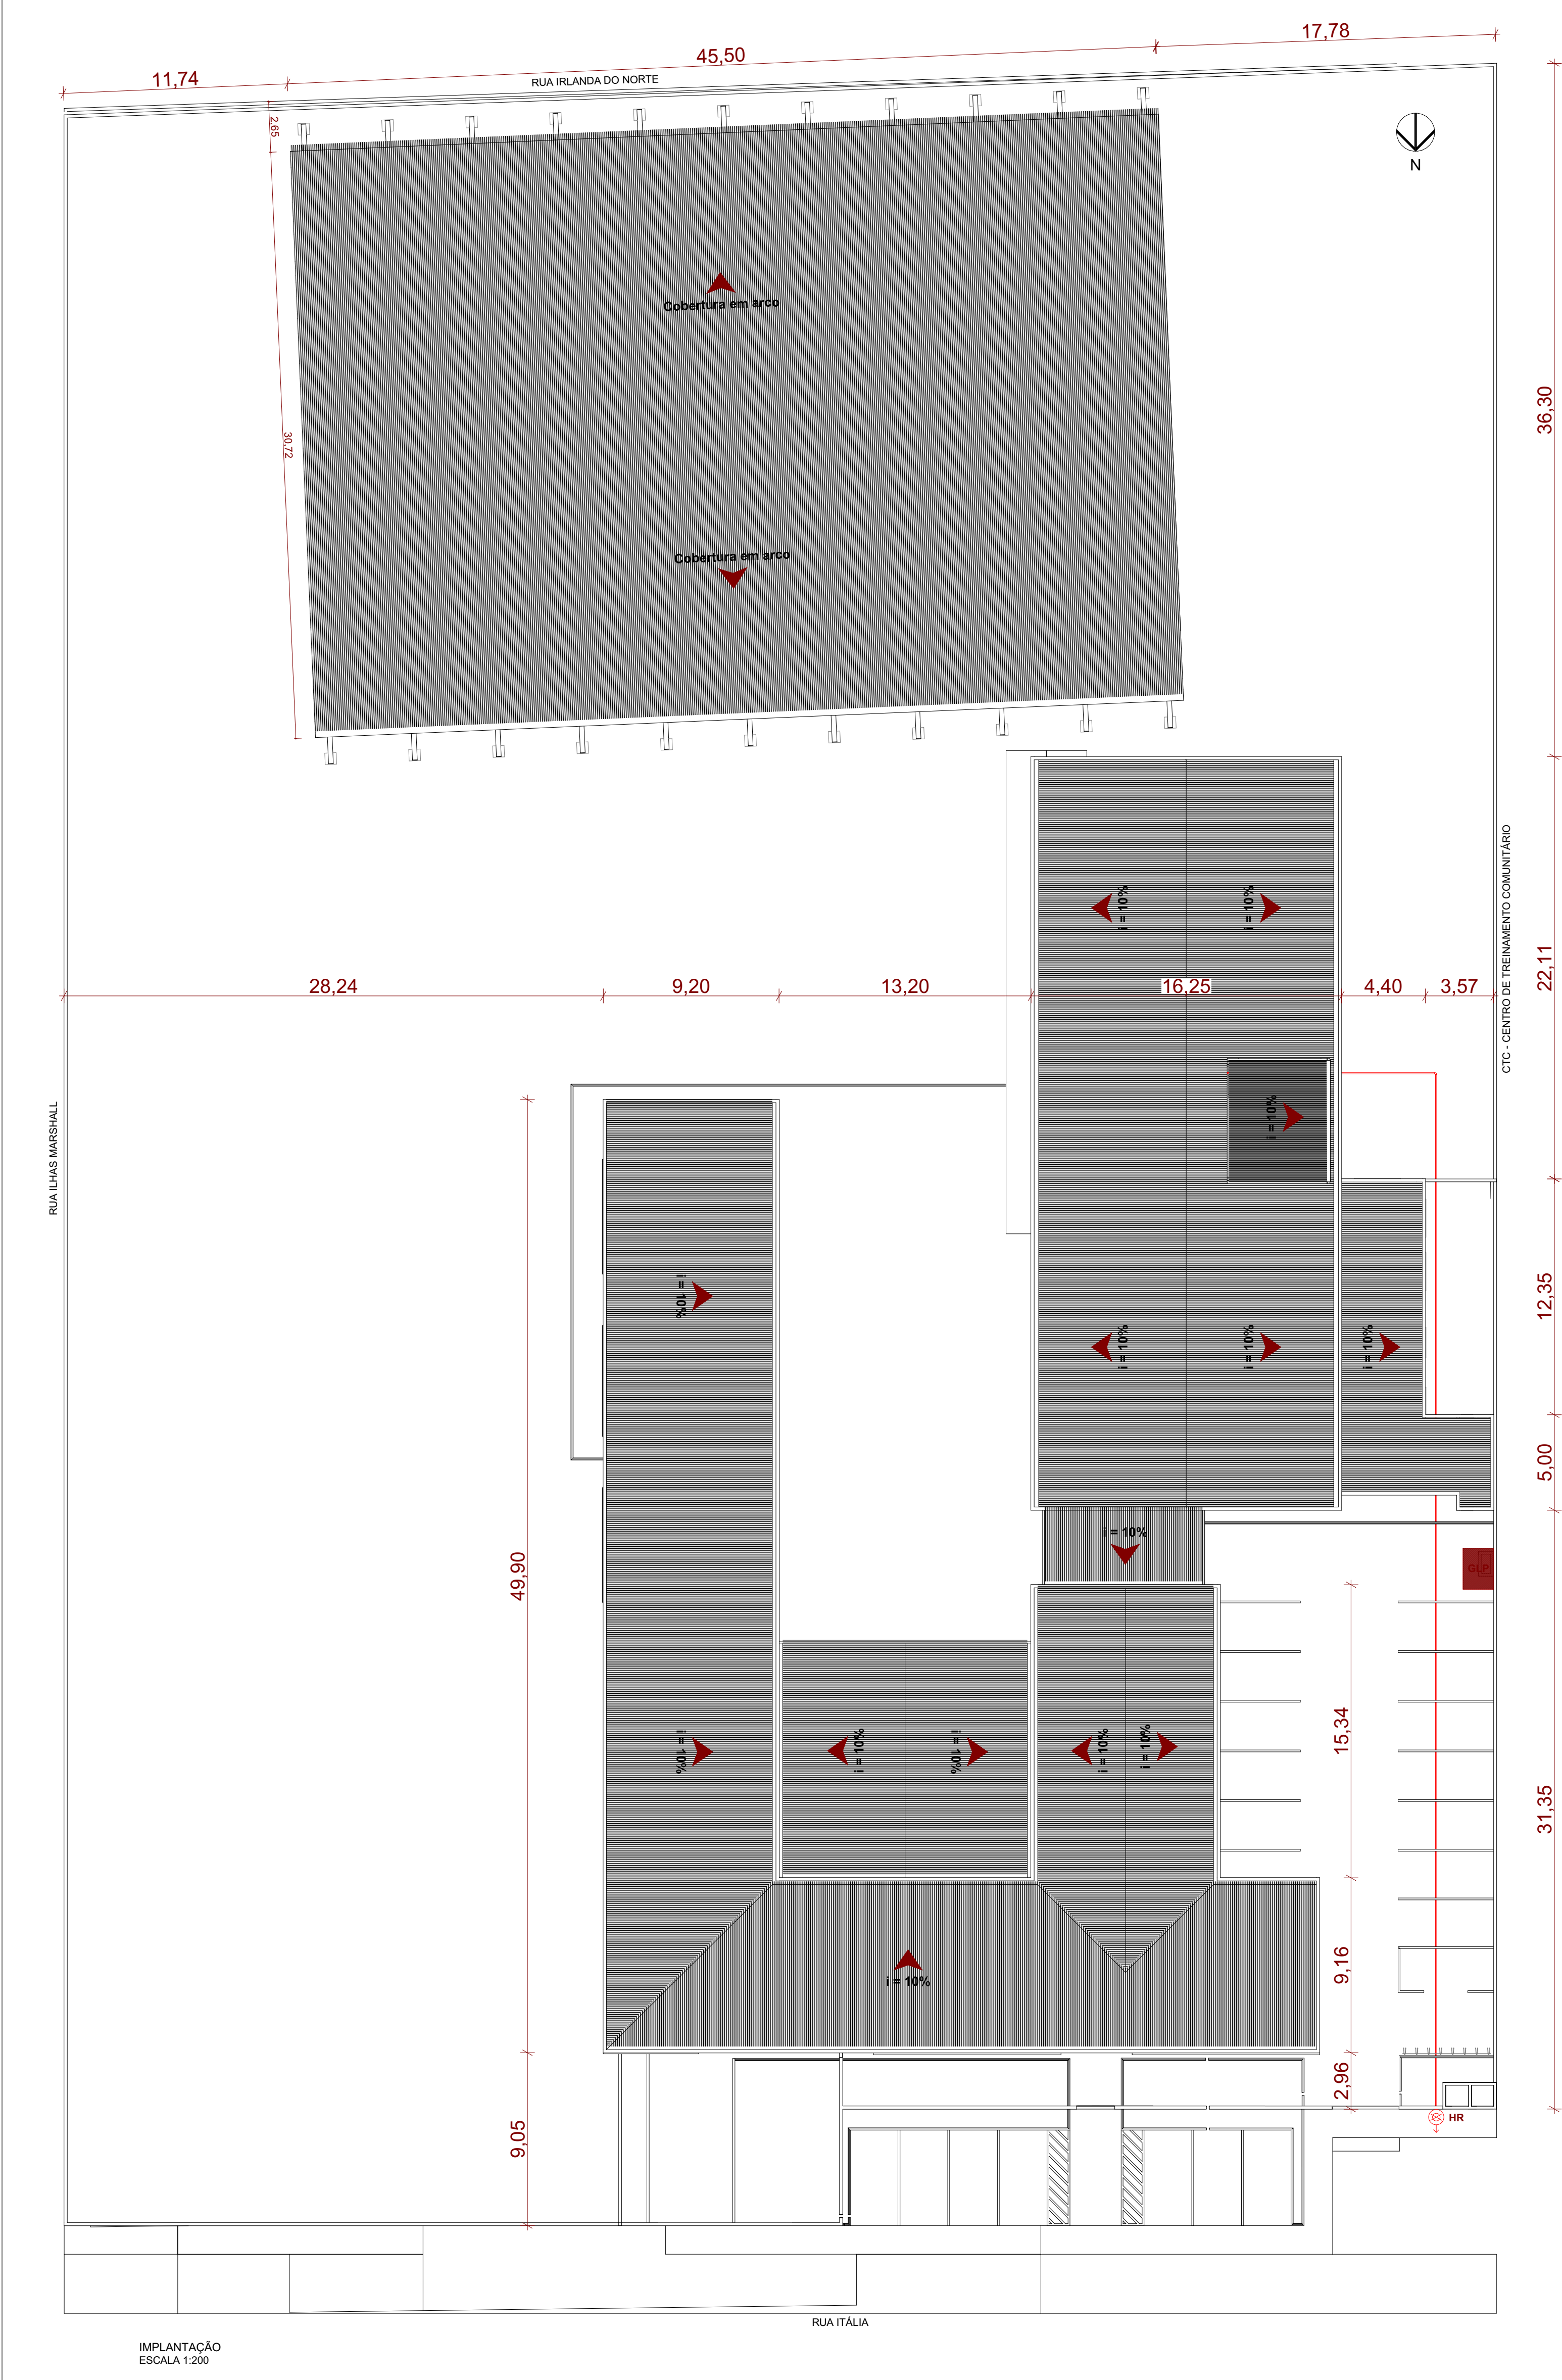 17,78
45,50
11,74
RUA IRLANDA DO NORTE
2,65
N
Cobertura em arco
36,30
30,72
Cobertura em arco
CTC - CENTRO DE TREINAMENTO COMUNITÁRIO
i = 10%
i = 10%
22,11
28,24
9,20
13,20
16,25
4,40
3,57
RUA ILHAS MARSHALL
i = 10%
i = 10%
12,35
i = 10%
i = 10%
i = 10%
5,00
i = 10%
49,90
GLP
15,34
i = 10%
i = 10%
i = 10%
i = 10%
i = 10%
31,35
9,16
i = 10%
2,96
9,05
HR
RUA ITÁLIA
IMPLANTAÇÃO
ESCALA 1:200